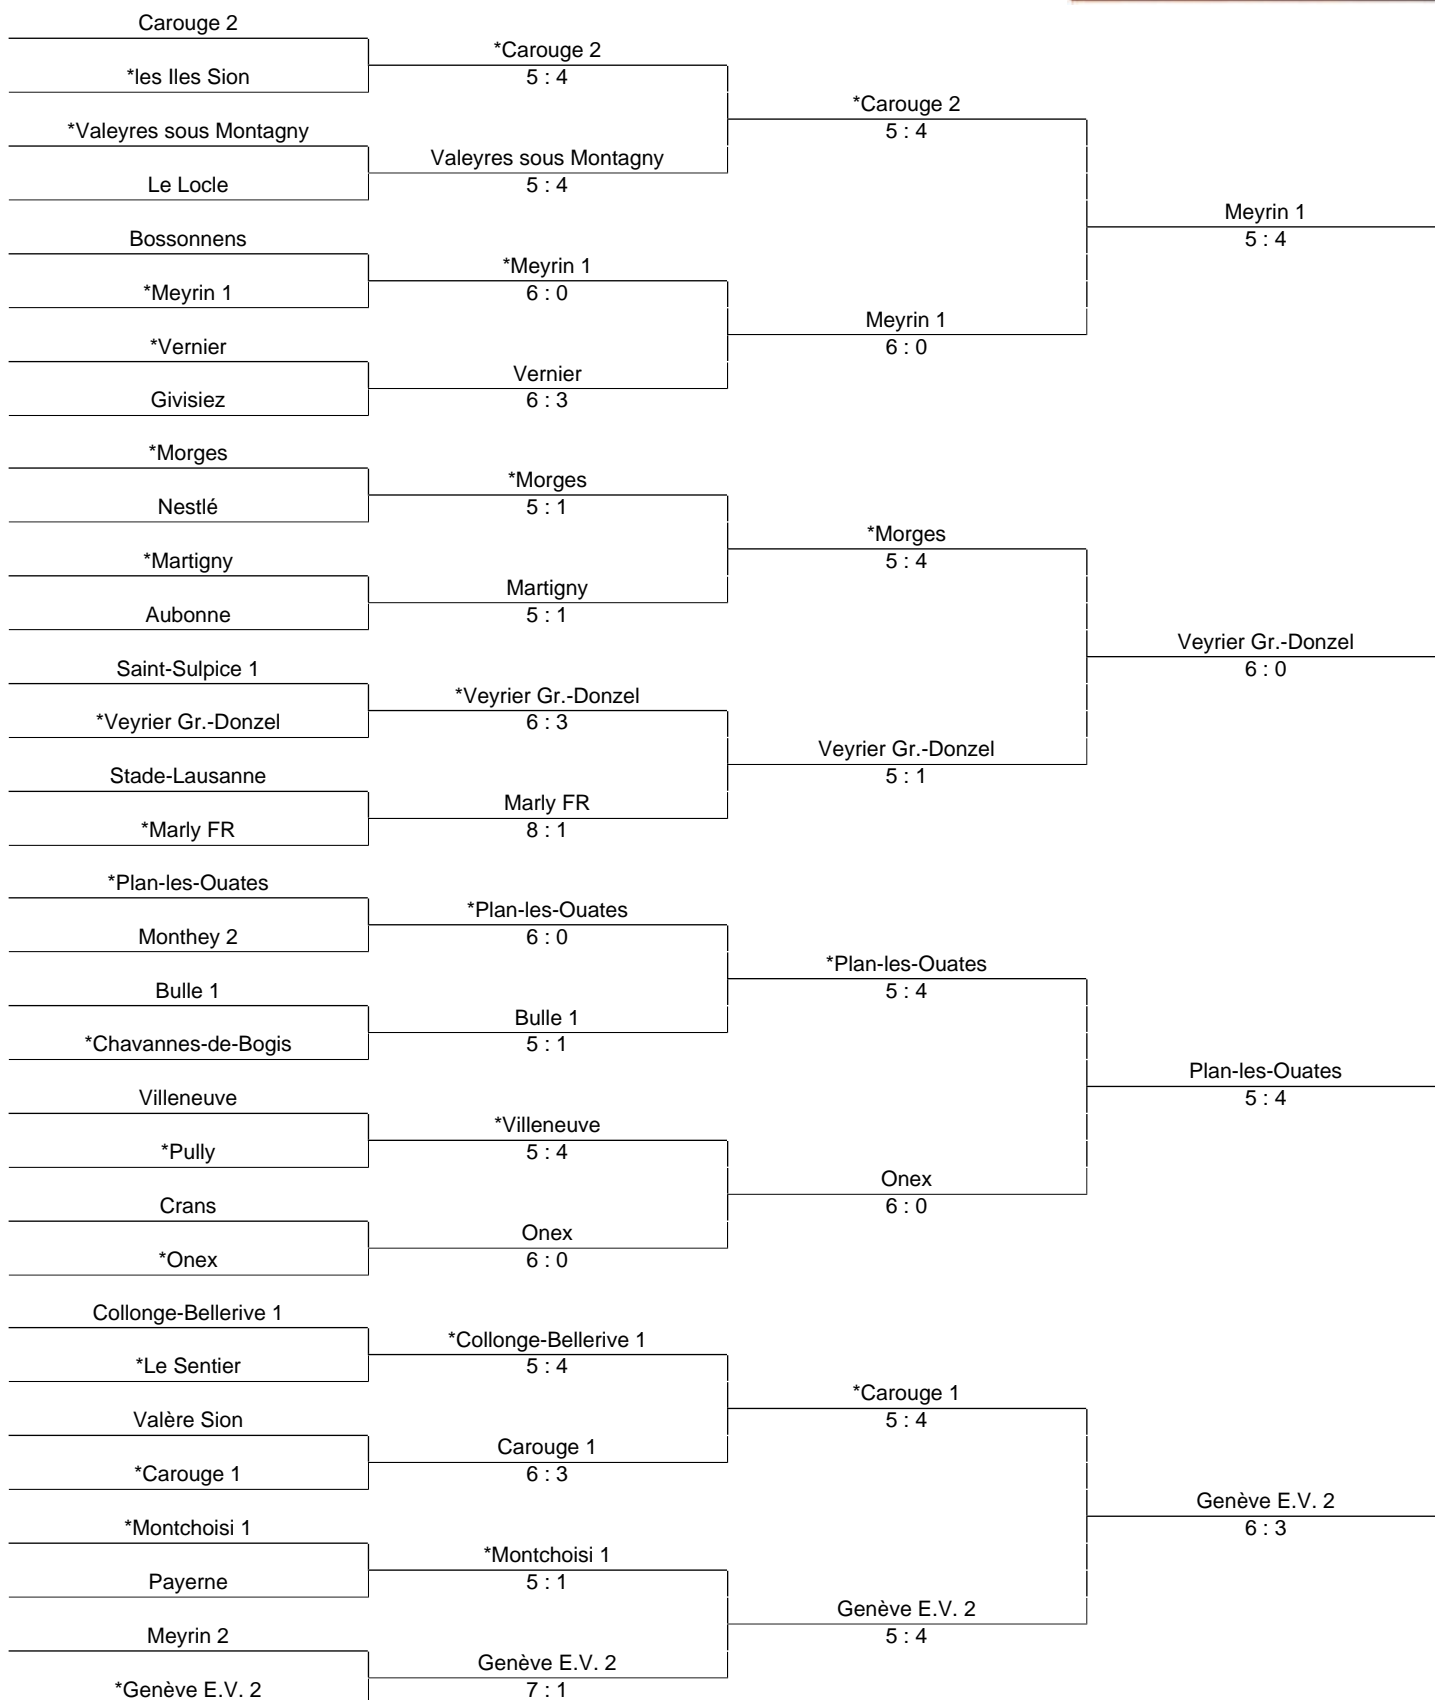 Carouge 2
*les Iles Sion
*Valeyres sous Montagny
Le Locle
Bossonnens
*Meyrin 1
*Vernier
Givisiez
*Morges
Nestlé
*Martigny
Aubonne
Saint-Sulpice 1
*Veyrier Gr.-Donzel
Stade-Lausanne
*Marly FR
*Plan-les-Ouates
Monthey 2
Bulle 1
*Chavannes-de-Bogis
Villeneuve
*Pully
Crans
*Onex
Collonge-Bellerive 1
*Le Sentier
Valère Sion
*Carouge 1
*Montchoisi 1
Payerne
Meyrin 2
*Genève E.V. 2
*Carouge 2
5 : 4
Valeyres sous Montagny
5 : 4
*Meyrin 1
6 : 0
Vernier
6 : 3
*Morges
5 : 1
Martigny
5 : 1
*Veyrier Gr.-Donzel
6 : 3
Marly FR
8 : 1
*Plan-les-Ouates
6 : 0
Bulle 1
5 : 1
*Villeneuve
5 : 4
Onex
6 : 0
*Collonge-Bellerive 1
5 : 4
Carouge 1
6 : 3
*Montchoisi 1
5 : 1
Genève E.V. 2
7 : 1
*Carouge 2
5 : 4
Meyrin 1
6 : 0
*Morges
5 : 4
Veyrier Gr.-Donzel
5 : 1
*Plan-les-Ouates
5 : 4
Onex
6 : 0
*Carouge 1
5 : 4
Genève E.V. 2
5 : 4
Meyrin 1
5 : 4
Veyrier Gr.-Donzel
6 : 0
Plan-les-Ouates
5 : 4
Genève E.V. 2
6 : 3